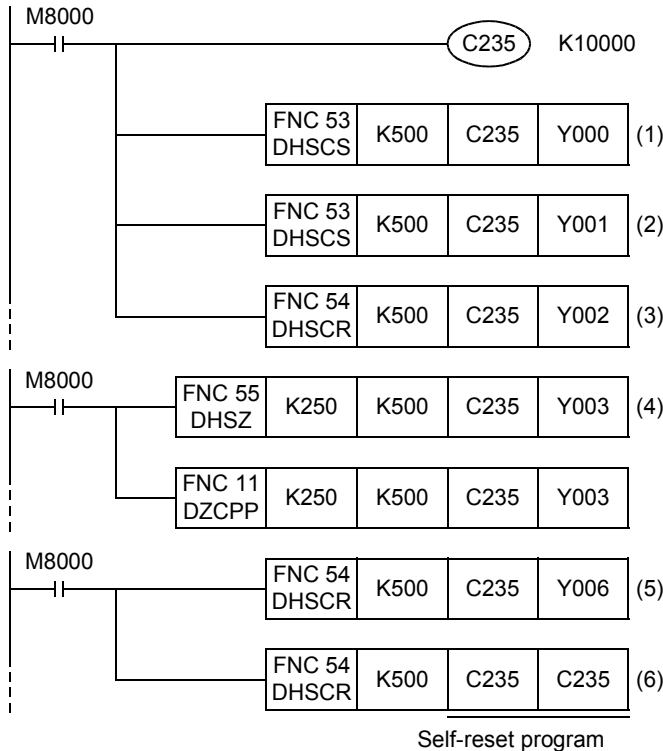 M8000
C235 K10000
FNC 53 DHSCS K500 C235 Y000 (1)
FNC 53 DHSCS K500 C235 Y001 (2)
FNC 54 DHSCR K500 C235 Y002 (3)
M8000
FNC 55 DHSZ K250 K500 C235 Y003 (4)
FNC 11 DZCPP K250 K500 C235 Y003
M8000
FNC 54 DHSCR K500 C235 Y006 (5)
FNC 54 DHSCR K500 C235 C235 (6)
Self-reset program